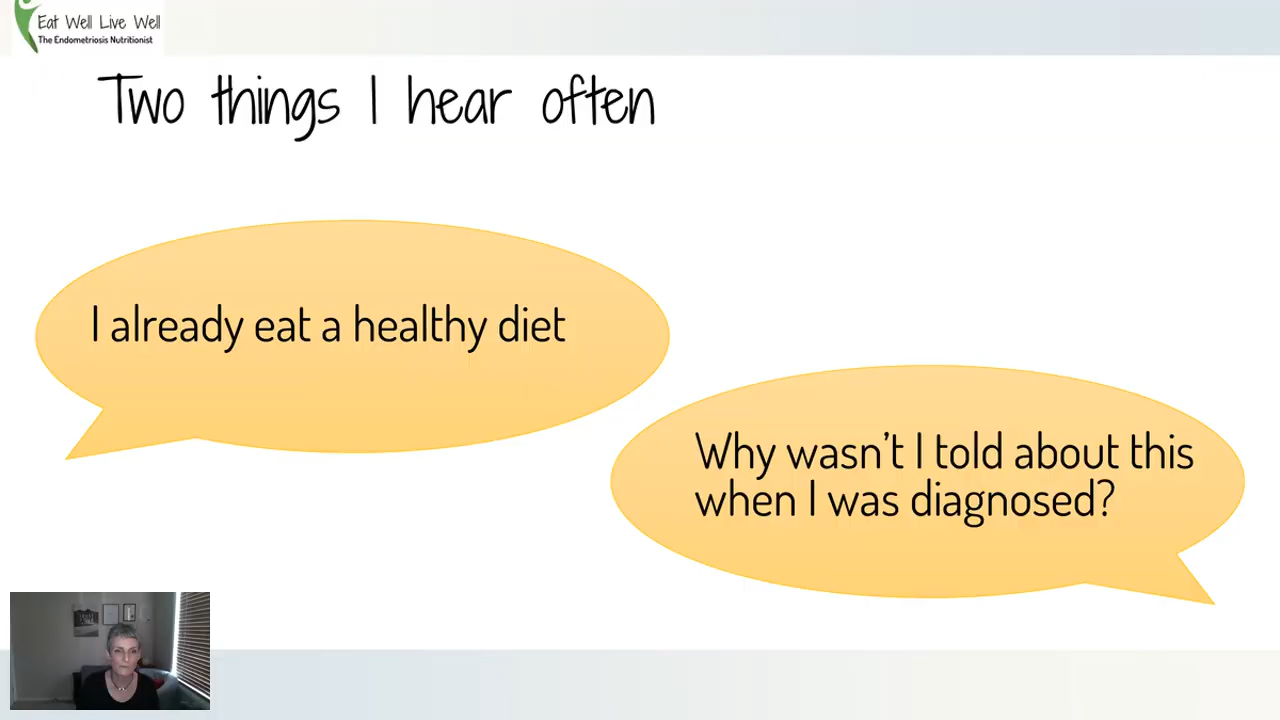 Eat Well Live Well
The Endometriosis Nutritionist
Two things I hear often
I already eat a healthy diet
Why wasn't I told about this
when I was diagnosed?